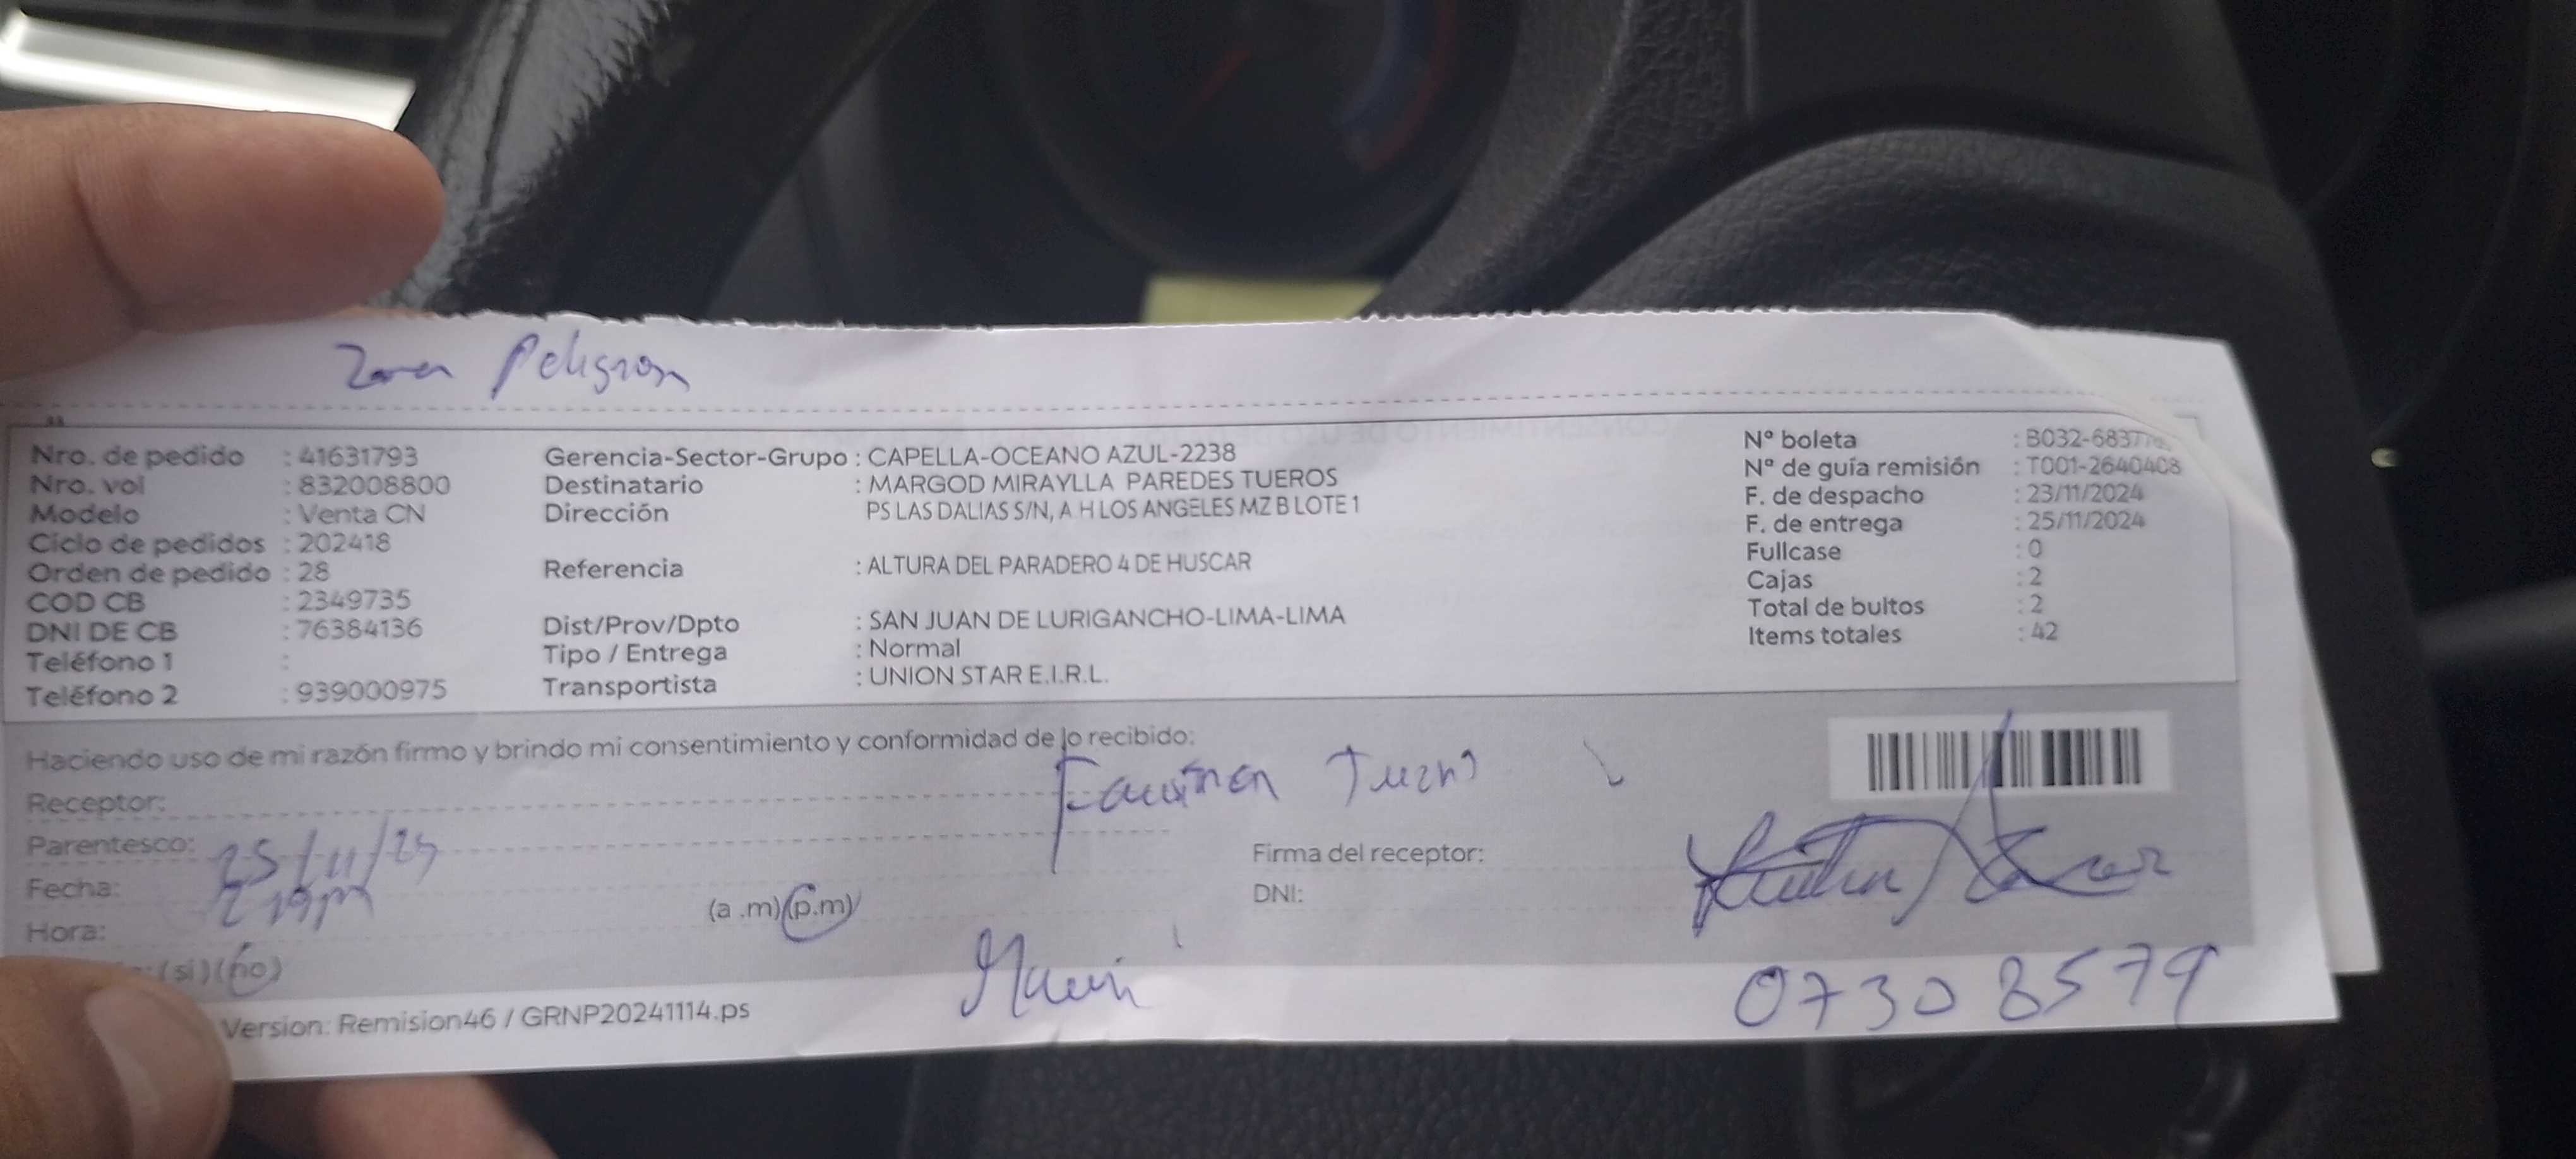 Zona Peligrosa
Nro. de pedido : 41631793
Nro. vol : 832008800
Modelo : Venta CN
Ciclo de pedidos : 202418
Orden de pedido : 28
COD CB : 2349735
DNI DE CB : 76384136
Teléfono 1 :
Teléfono 2 : 939000975
Gerencia-Sector-Grupo : CAPELLA-OCEANO AZUL-2238
Destinatario : MARGOD MIRAYLLA PAREDES TUEROS
Dirección PS LAS DALIAS S/N, A H LOS ANGELES MZ B LOTE 1
Referencia : ALTURA DEL PARADERO 4 DE HUSCAR
Dist/Prov/Dpto : SAN JUAN DE LURIGANCHO-LIMA-LIMA
Tipo / Entrega : Normal
Transportista : UNION STAR E.I.R.L.
N° boleta : B032-6837
N° de guía remisión : T001-2640408
F. de despacho : 23/11/2024
F. de entrega : 25/11/2024
Fullcase : 0
Cajas : 2
Total de bultos : 2
Items totales : 42
Haciendo uso de mi razón firmo y brindo mi consentimiento y conformidad de lo recibido:
Receptor:
Parentesco:
Fecha: 25/11/24
Hora: (a .m)(p.m)
(si)(no)
Firma del receptor:
DNI:
07308579
Version: Remision46 / GRNP20241114.ps